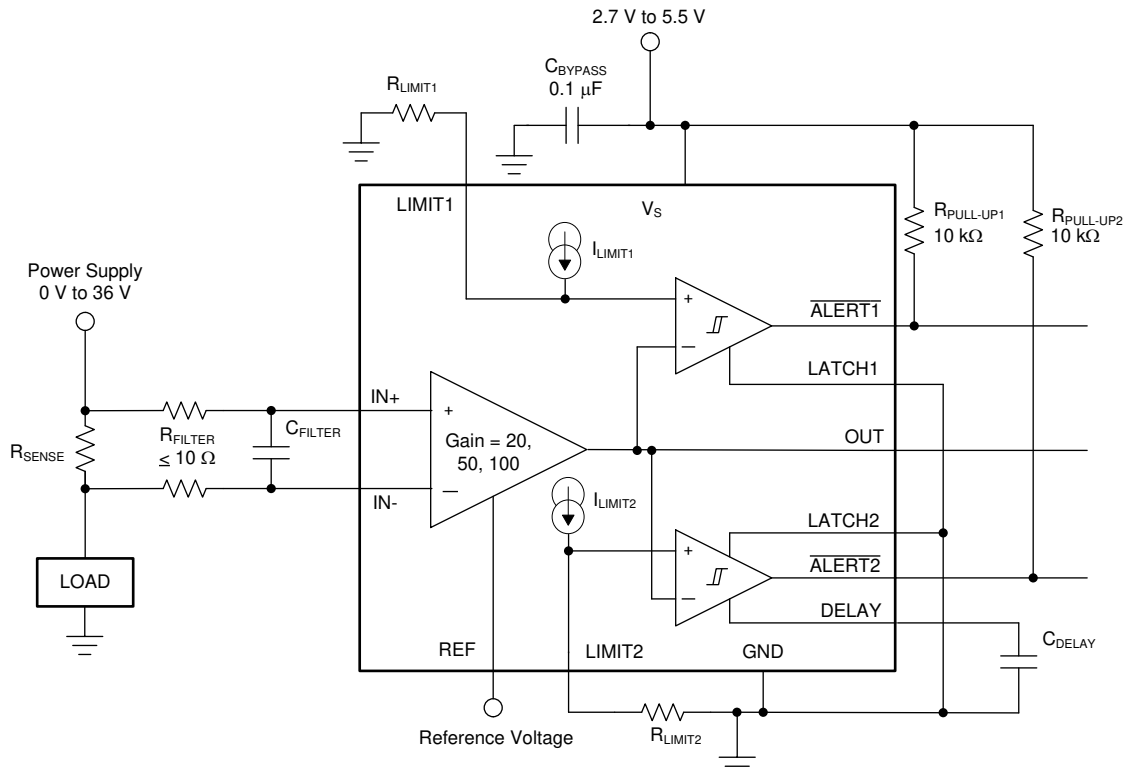 2.7 V to 5.5 V
CBYPASS
0.1 μF
RLIMIT1
LIMIT1
VS
RPULL-UP1
10 kΩ
RPULL-UP2
10 kΩ
ILIMIT1
Power Supply
0 V to 36 V
+
−
ALERT1
LATCH1
IN+
+
RFILTER
≤ 10 Ω
CFILTER
RSENSE
Gain = 20,
50, 100
OUT
−
IN-
ILIMIT2
LATCH2
+
−
ALERT2
LOAD
DELAY
REF
LIMIT2
GND
CDELAY
RLIMIT2
Reference Voltage